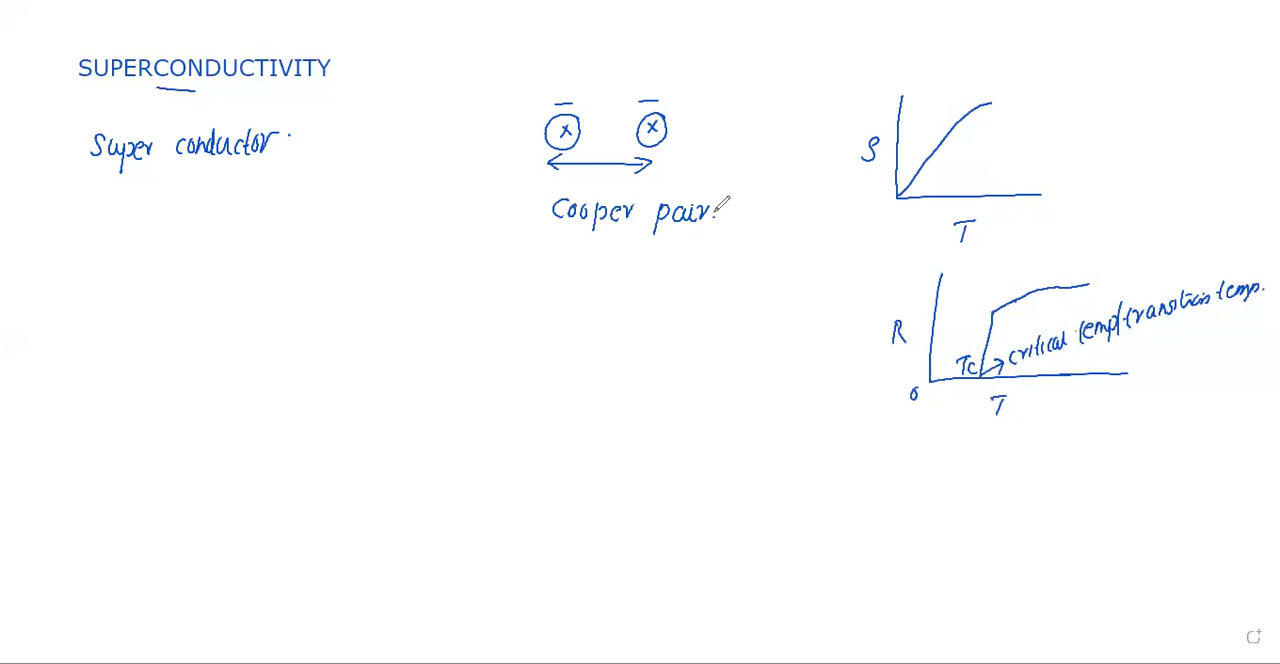 SUPERCONDUCTIVITY
Super conductor.
Cooper pair.
S
T
R
Tc
critical temp/transition temp.
0
T